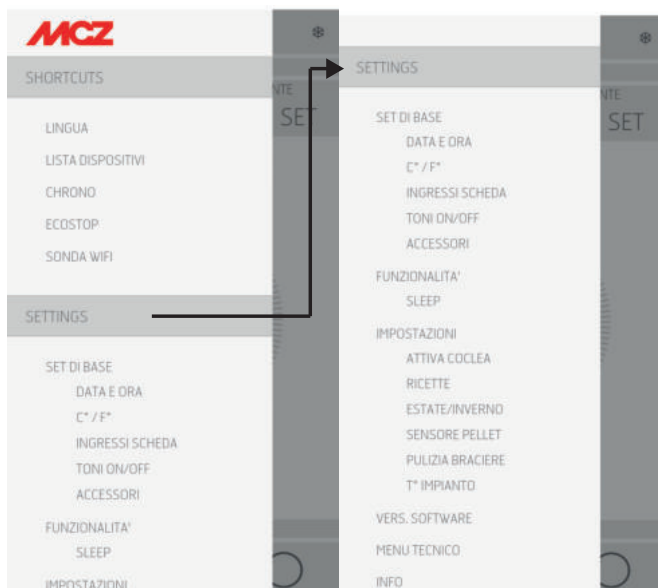 MCZ
SHORTCUTS
LINGUA
LISTA DISPOSITIVI
CHRONO
ECOSTOP
SONDA WIFI
SETTINGS
SET DI BASE
DATA E ORA
C° / F°
INGRESSI SCHEDA
TONI ON/OFF
ACCESSORI
FUNZIONALITA'
SLEEP
IMPOSTAZIONI
NTE
SET
SETTINGS
SET DI BASE
DATA E ORA
C° / F°
INGRESSI SCHEDA
TONI ON/OFF
ACCESSORI
FUNZIONALITA'
SLEEP
IMPOSTAZIONI
ATTIVA COCLEA
RICETTE
ESTATE/INVERNO
SENSORE PELLET
PULIZIA BRACIERE
T° IMPIANTO
VERS. SOFTWARE
MENU TECNICO
INFO
NTE
SET